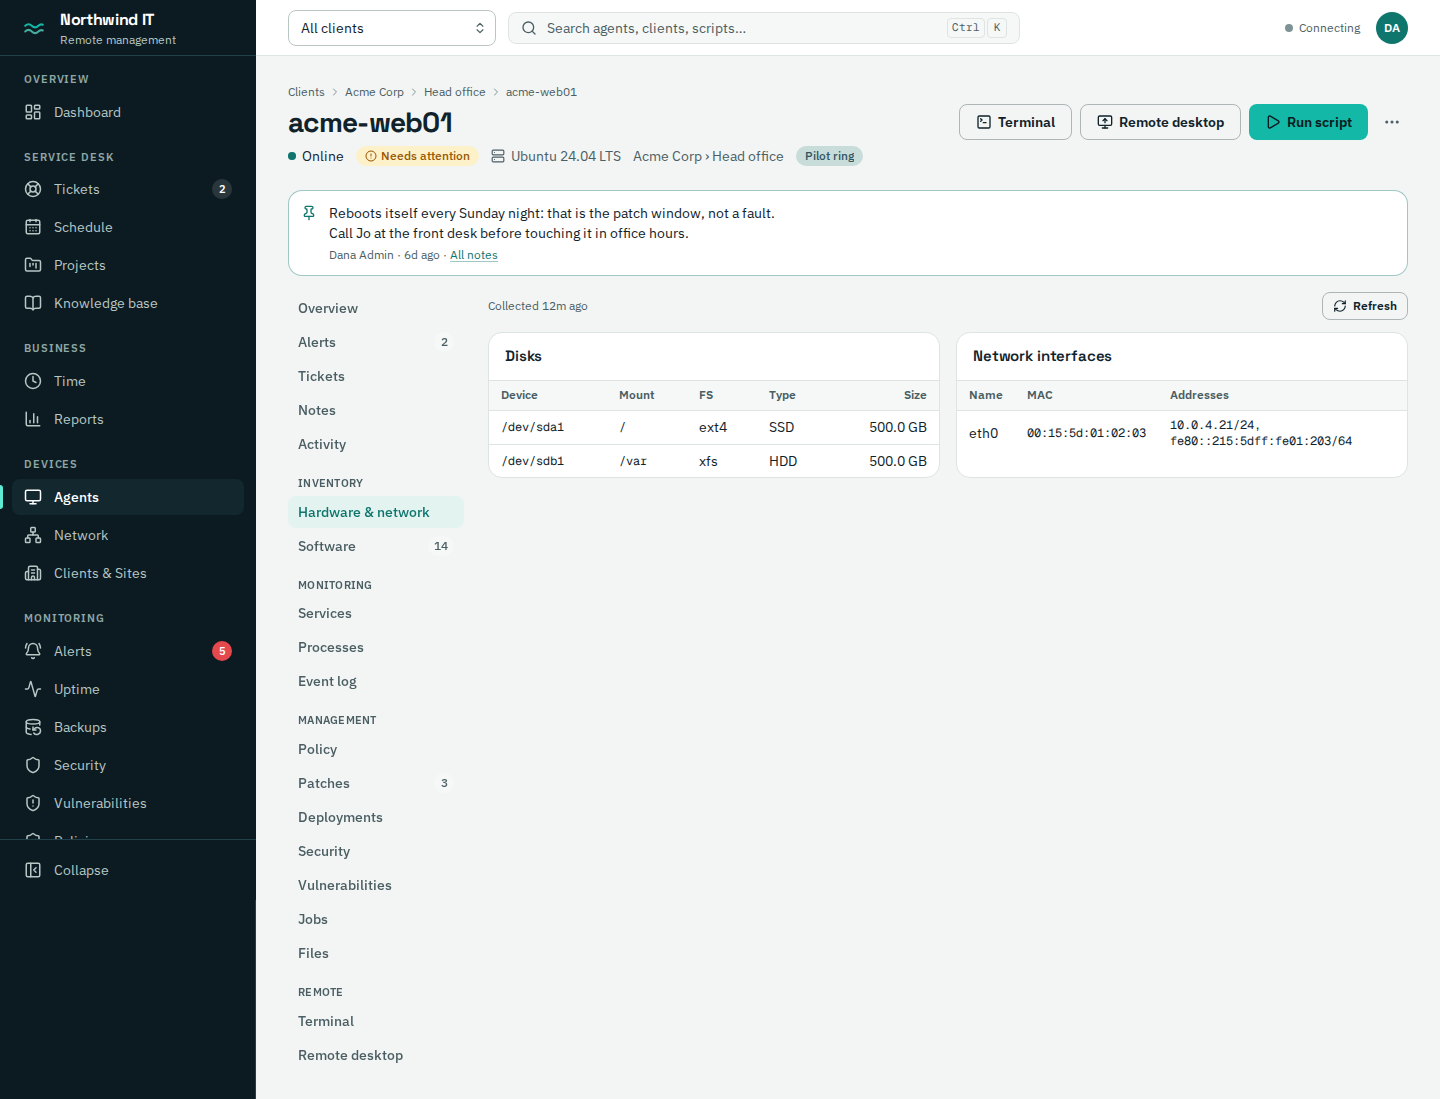 Northwind IT
Remote management
All clients
Search agents, clients, scripts...
Ctrl K
Connecting
DA
OVERVIEW
Dashboard
SERVICE DESK
Tickets 2
Schedule
Projects
Knowledge base
BUSINESS
Time
Reports
DEVICES
Agents
Network
Clients & Sites
MONITORING
Alerts 5
Uptime
Backups
Security
Vulnerabilities
Collapse
Clients > Acme Corp > Head office > acme-web01
acme-web01
Terminal
Remote desktop
Run script
Online
Needs attention
Ubuntu 24.04 LTS
Acme Corp › Head office
Pilot ring
Reboots itself every Sunday night: that is the patch window, not a fault.
Call Jo at the front desk before touching it in office hours.
Dana Admin · 6d ago · All notes
Overview
Alerts 2
Tickets
Notes
Activity
INVENTORY
Hardware & network
Software 14
MONITORING
Services
Processes
Event log
MANAGEMENT
Policy
Patches 3
Deployments
Security
Vulnerabilities
Jobs
Files
REMOTE
Terminal
Remote desktop
Collected 12m ago
Refresh
Disks
Device Mount FS Type Size
/dev/sda1 / ext4 SSD 500.0 GB
/dev/sdb1 /var xfs HDD 500.0 GB
Network interfaces
Name MAC Addresses
eth0 00:15:5d:01:02:03 10.0.4.21/24,
fe80::215:5dff:fe01:203/64